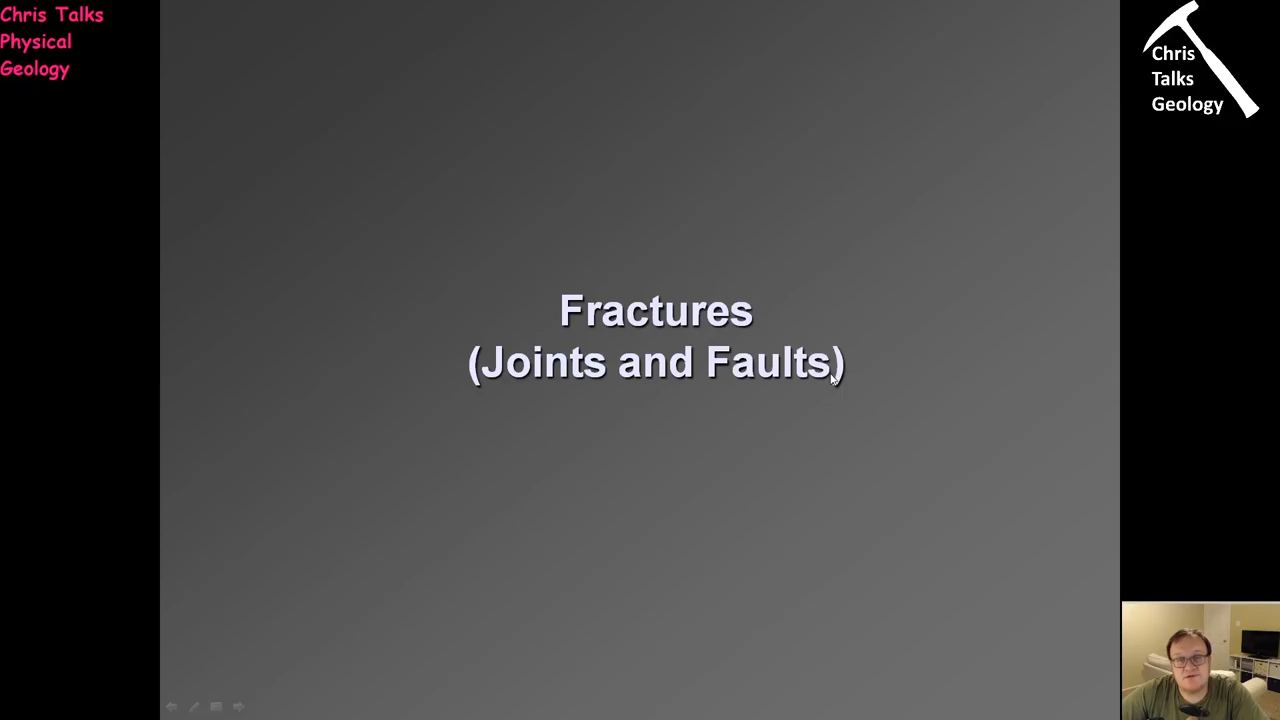 Chris Talks
Physical
Geology
Fractures
(Joints and Faults)
Chris
Talks
Geology